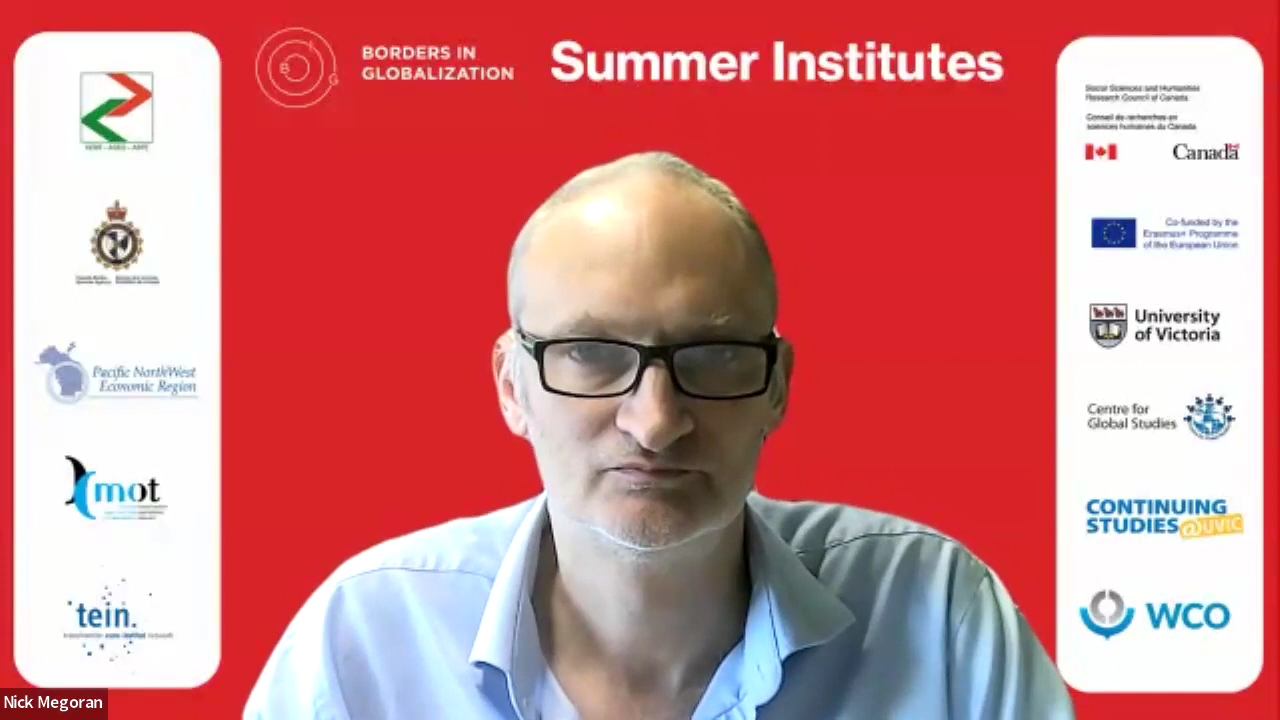 BORDERS IN
GLOBALIZATION
B
I
G
Summer Institutes
Pacific NorthWest
Economic Region
mot
tein.
Social Sciences and Humanities
Research Council of Canada
Conseil de recherches en
sciences humaines du Canada
Canada
Co-funded by the
Erasmus+ Programme
of the European Union
University
of Victoria
Centre for
Global Studies
CONTINUING
STUDIES@UVIC
WCO
Nick Megoran